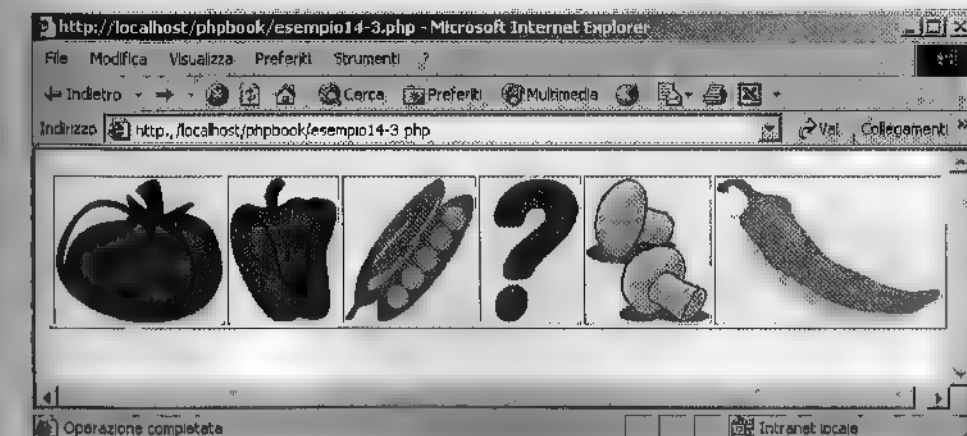 http://localhost/phpbook/esempio14-3.php - Microsoft Internet Explorer
File Modifica Visualizza Preferiti Strumenti ?
Indietro Cerca Preferiti Multimedia
Indirizzo http://localhost/phpbook/esempio14-3.php Vai Collegamenti »
?
Operazione completata Intranet locale